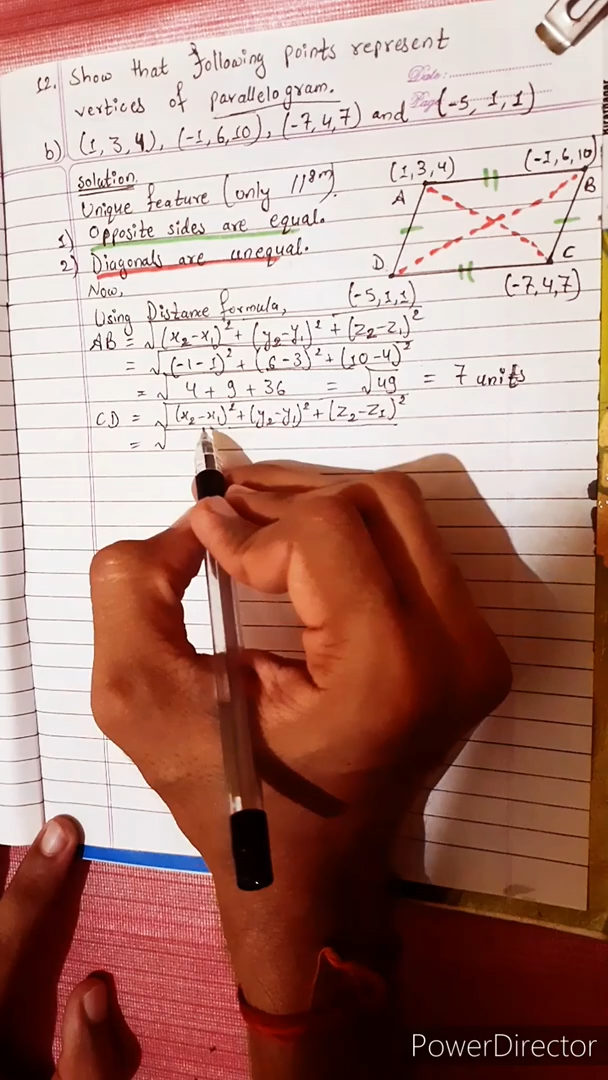 12. Show that following points represent
Date:
vertices of parallelogram.
b) (1, 3, 4), (-1, 6, 10), (-7, 4, 7) and (-5, 1, 1)
solution.
Unique feature (only ||gm)
1) Opposite sides are equal.
2) Diagonals are unequal.
(1, 3, 4)
(-1, 6, 10)
A
B
D
C
(-5, 1, 1)
(-7, 4, 7)
Now,
Using Distance formula,
AB = √(x₂-x₁)² + (y₂-y₁)² + (z₂-z₁)²
= √(-1-1)² + (6-3)² + (10-4)²
= √4 + 9 + 36 = √49 = 7 units
CD = √(x₂-x₁)² + (y₂-y₁)² + (z₂-z₁)²
= √
PowerDirector